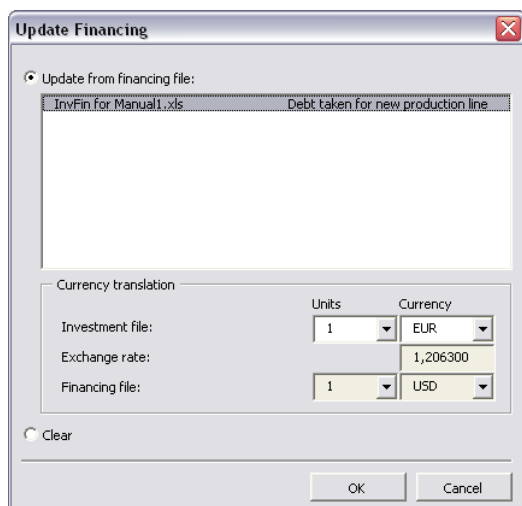 Update Financing
Update from financing file:
InvFin for Manual1.xls Debt taken for new production line
Currency translation
Units Currency
Investment file: 1 EUR
Exchange rate: 1,206300
Financing file: 1 USD
Clear
OK Cancel